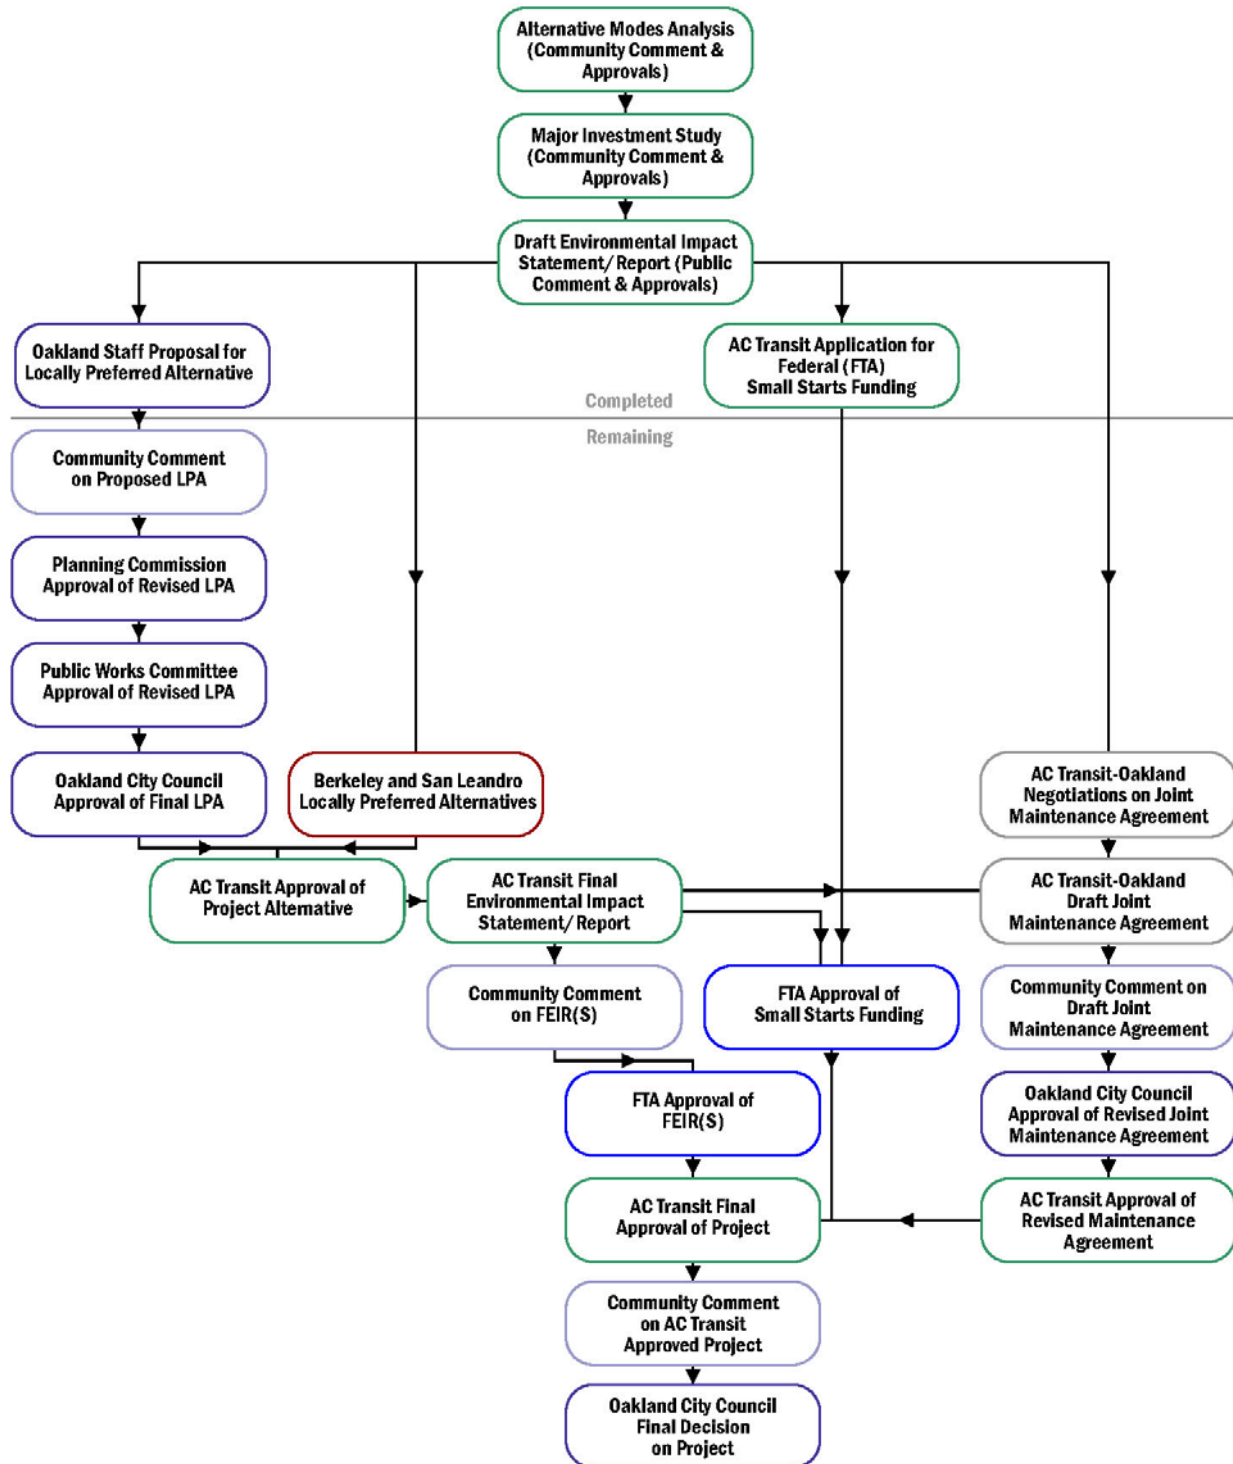 Alternative Modes Analysis
(Community Comment &
Approvals)
Major Investment Study
(Community Comment &
Approvals)
Draft Environmental Impact
Statement/Report (Public
Comment & Approvals)
Oakland Staff Proposal for
Locally Preferred Alternative
AC Transit Application for
Federal (FTA)
Small Starts Funding
Completed
Remaining
Community Comment
on Proposed LPA
Planning Commission
Approval of Revised LPA
Public Works Committee
Approval of Revised LPA
Oakland City Council
Approval of Final LPA
Berkeley and San Leandro
Locally Preferred Alternatives
AC Transit-Oakland
Negotiations on Joint
Maintenance Agreement
AC Transit Approval of
Project Alternative
AC Transit Final
Environmental Impact
Statement/Report
AC Transit-Oakland
Draft Joint
Maintenance Agreement
Community Comment
on FEIR(S)
FTA Approval of
Small Starts Funding
Community Comment on
Draft Joint
Maintenance Agreement
FTA Approval of
FEIR(S)
Oakland City Council
Approval of Revised Joint
Maintenance Agreement
AC Transit Final
Approval of Project
AC Transit Approval of
Revised Maintenance
Agreement
Community Comment
on AC Transit
Approved Project
Oakland City Council
Final Decision
on Project